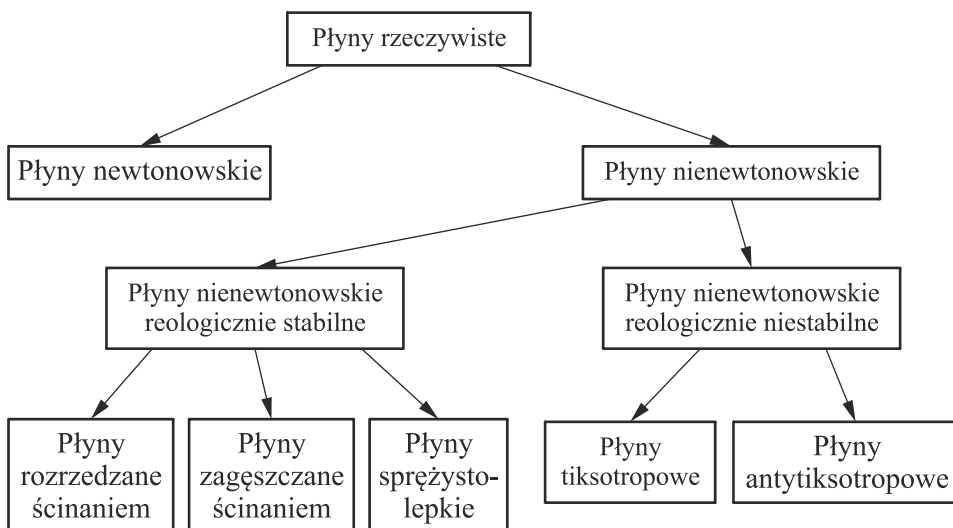 Płyny rzeczywiste
Płyny newtonowskie
Płyny nienewtonowskie
Płyny nienewtonowskie
reologicznie stabilne
Płyny nienewtonowskie
reologicznie niestabilne
Płyny
rozrzedzane
ścinaniem
Płyny
zagęszczane
ścinaniem
Płyny
sprężysto-
lepkie
Płyny
tiksotropowe
Płyny
antytiksotropowe